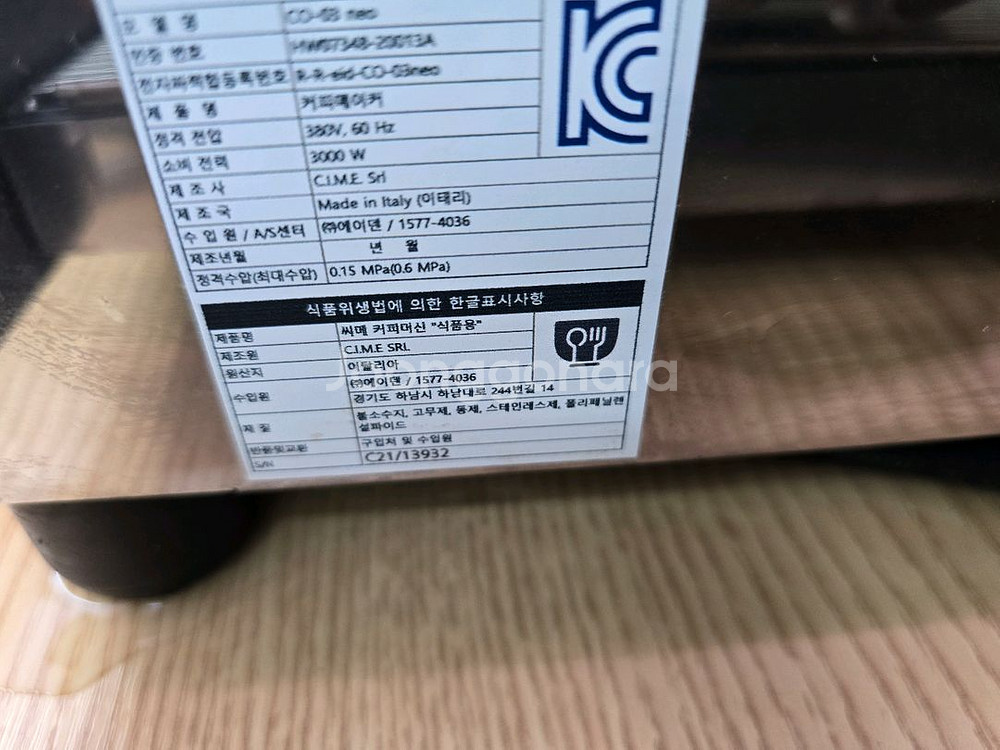 모 델 명 CO-03 neo
인증 번호 HW07348-20013A
전자파적합등록번호 R-R-eid-CO-03neo
제 품 명 커피메이커
정격 전압 380V, 60 Hz
소비 전력 3000 W
제 조 사 C.I.M.E. Srl
제 조 국 Made in Italy (이태리)
수 입 원 / A/S센터 ㈜에이덴 / 1577-4036
제조년월 년 월
정격수압(최대수압) 0.15 MPa(0.6 MPa)
식품위생법에 의한 한글표시사항
제품명 씨메 커피머신 "식품용"
제조원 C.I.M.E SRL
원산지 이탈리아
수입원 ㈜에이덴 / 1577-4036
경기도 하남시 하남대로 244번길 14
재 질 불소수지, 고무제, 동제, 스테인레스제, 폴리페닐렌
설파이드
반품및교환 구입처 및 수입원
S/N C21/13932
joonggonara